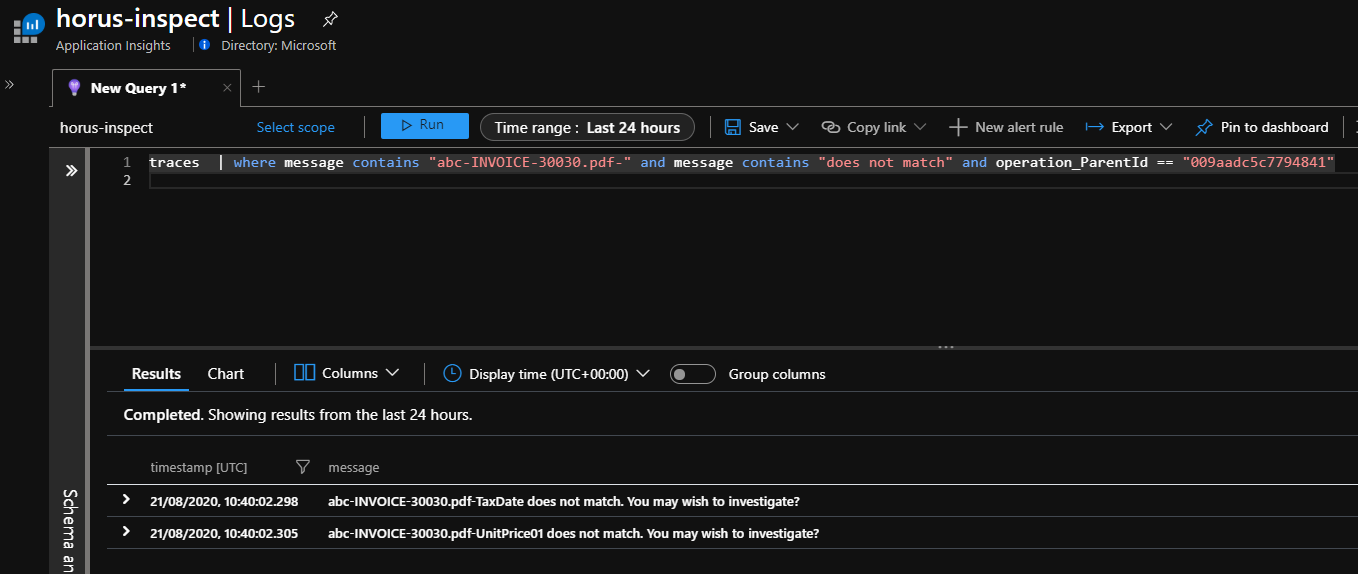 horus-inspect | Logs
Application Insights
Directory: Microsoft
New Query 1*
horus-inspect Select scope Run Time range : Last 24 hours Save Copy link New alert rule Export Pin to dashboard
1 traces | where message contains "abc-INVOICE-30030.pdf-" and message contains "does not match" and operation_ParentId == "009aadc5c7794841"
2
Results Chart Columns Display time (UTC+00:00) Group columns
Completed. Showing results from the last 24 hours.
timestamp [UTC] message
21/08/2020, 10:40:02.298 abc-INVOICE-30030.pdf-TaxDate does not match. You may wish to investigate?
21/08/2020, 10:40:02.305 abc-INVOICE-30030.pdf-UnitPrice01 does not match. You may wish to investigate?
Schema an